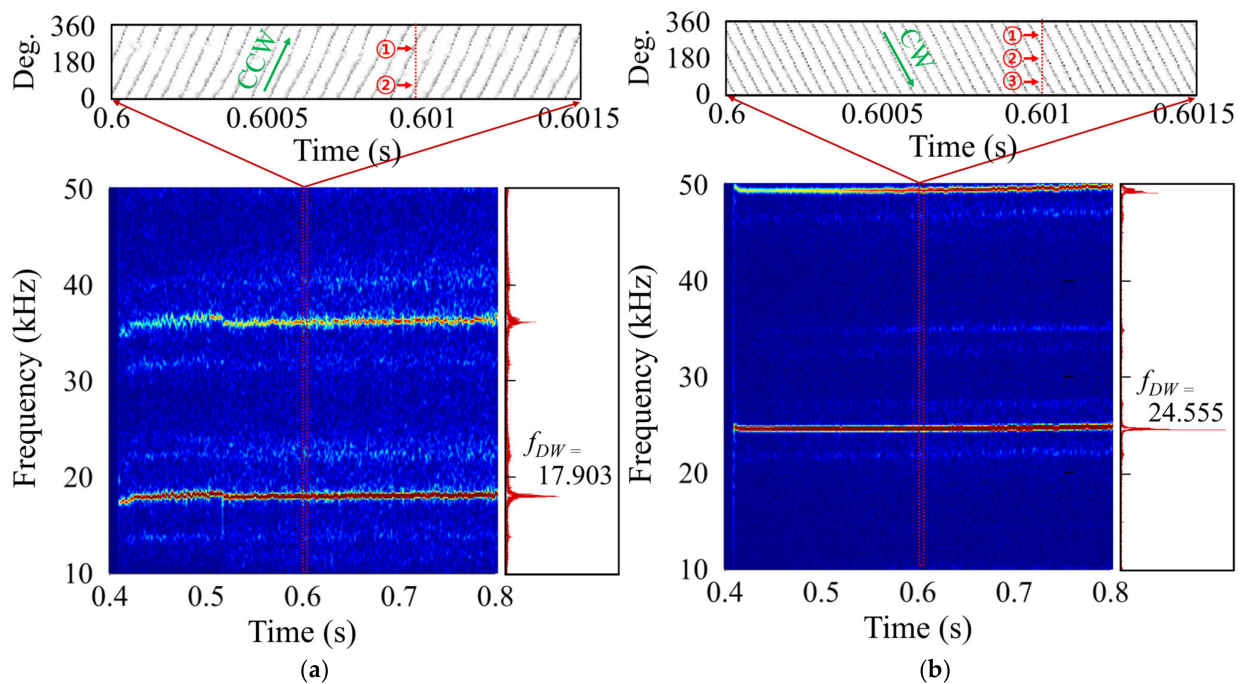 360
Deg.
180
0
CCW
①
②
0.6
0.6005
0.601
0.6015
Time (s)
50
40
Frequency (kHz)
30
20
10
f_DW =
17.903
0.4
0.5
0.6
0.7
0.8
Time (s)
(a)
360
Deg.
180
0
CW
①
②
③
0.6
0.6005
0.601
0.6015
Time (s)
50
40
Frequency (kHz)
30
20
10
f_DW =
24.555
0.4
0.5
0.6
0.7
0.8
Time (s)
(b)